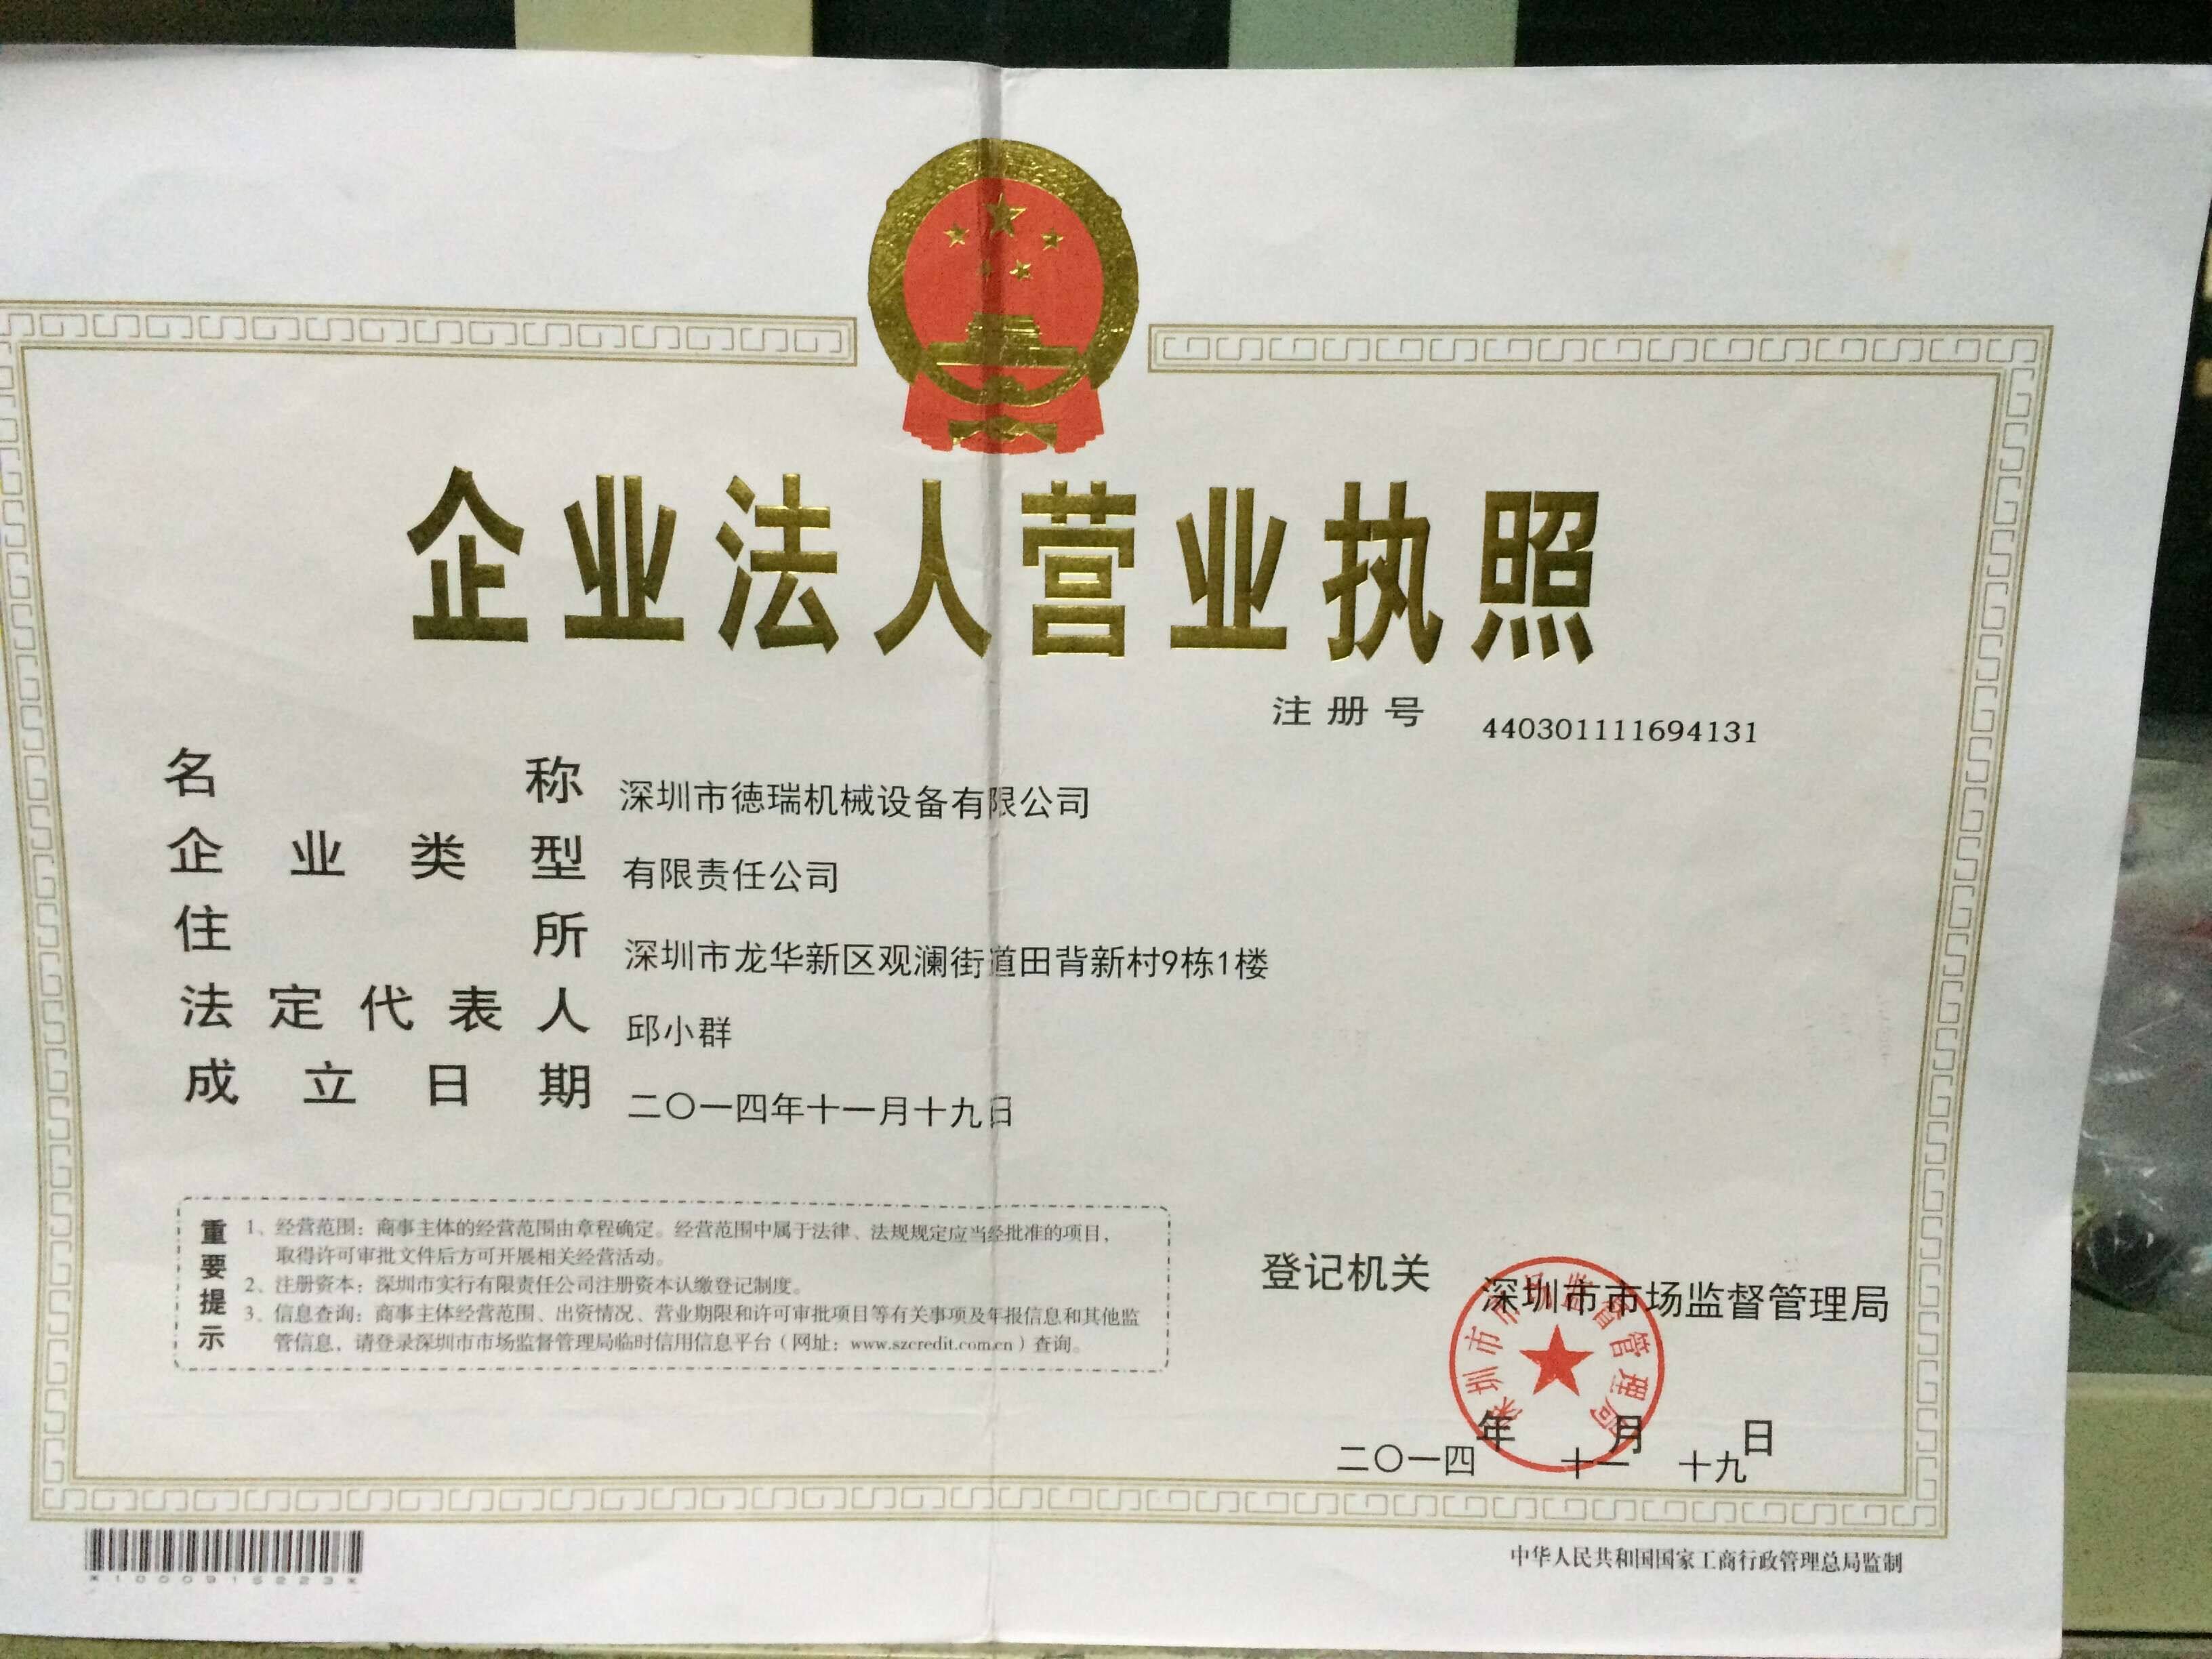 企业法人营业执照
注册号 440301111694131
名称 深圳市德瑞机械设备有限公司
企业类型 有限责任公司
住所 深圳市龙华新区观澜街道田背新村9栋1楼
法定代表人 邱小群
成立日期 二〇一四年十一月十九日
重要提示
1、经营范围：商事主体的经营范围由章程确定。经营范围中属于法律、法规规定应当经批准的项目，
取得许可审批文件后方可开展相关经营活动。
2、注册资本：深圳市实行有限责任公司注册资本认缴登记制度。
3、信息查询：商事主体经营范围、出资情况、营业期限和许可审批项目等有关事项及年报信息和其他监
管信息，请登录深圳市市场监督管理局临时信用信息平台（网址：www.szcredit.com.cn）查询。
登记机关 深圳市市场监督管理局
深圳市市场监督管理局
二〇一四年十一月十九日
*1000915223*
中华人民共和国国家工商行政管理总局监制